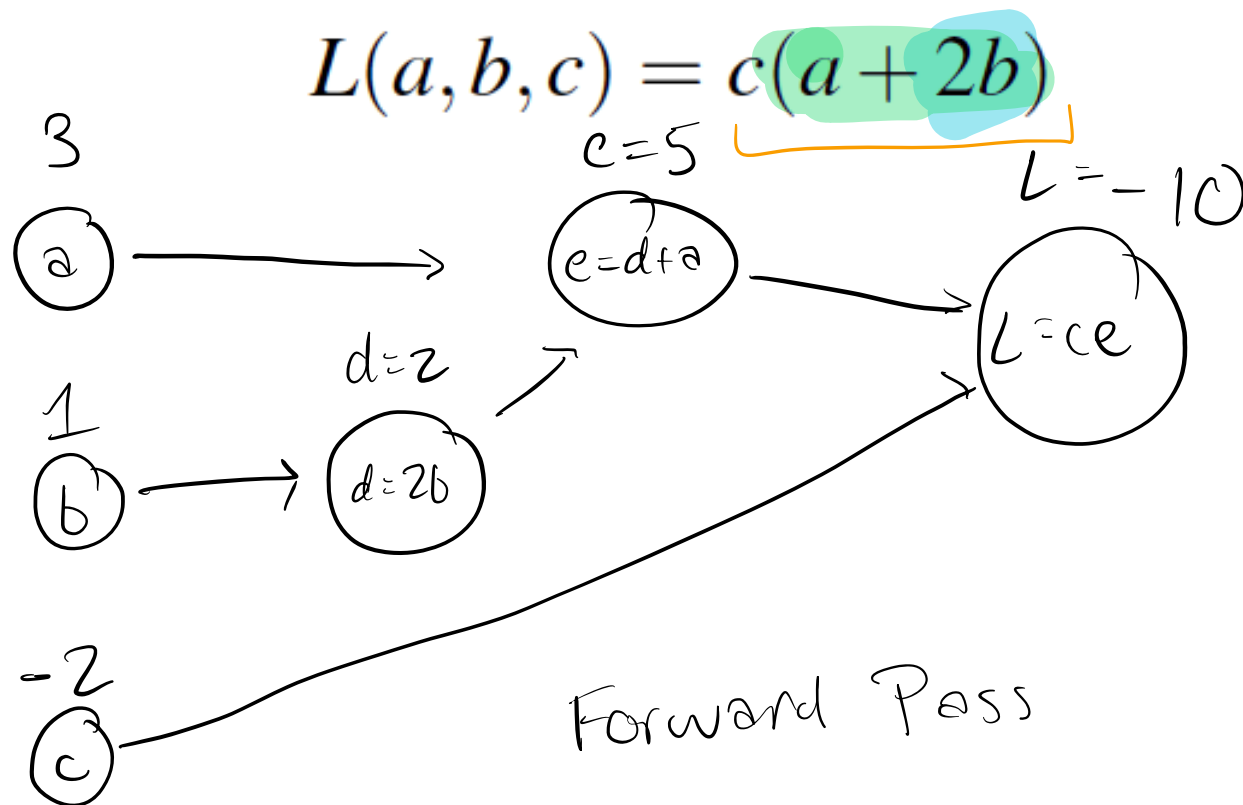 L(a, b, c) = c(a + 2b)
3
e=5
L=-10
a
e=d+a
L=ce
d=2
1
b
d=2b
-2
c
Forward Pass